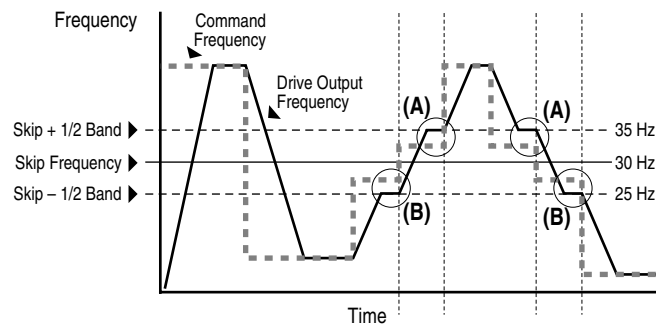 Frequency
Command
Frequency
Drive Output
Frequency
(A)
(A)
Skip + 1/2 Band
35 Hz
Skip Frequency
30 Hz
Skip – 1/2 Band
25 Hz
(B)
(B)
Time